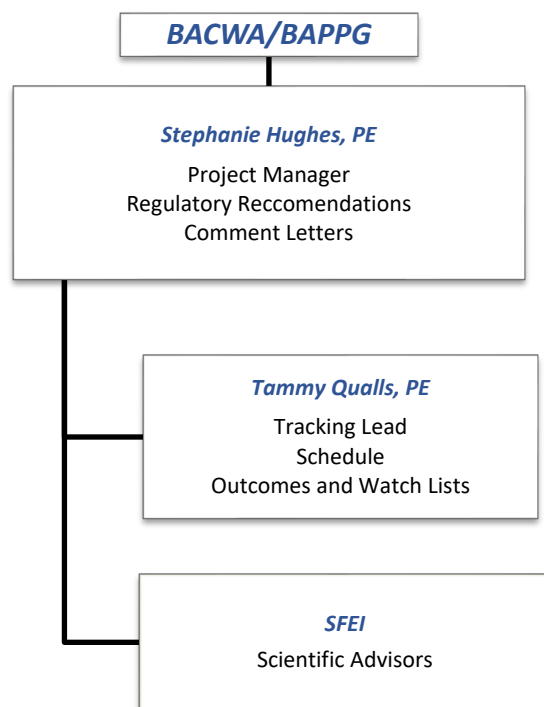 BACWA/BAPPG
Stephanie Hughes, PE
Project Manager
Regulatory Reccomendations
Comment Letters
Tammy Qualls, PE
Tracking Lead
Schedule
Outcomes and Watch Lists
SFEI
Scientific Advisors